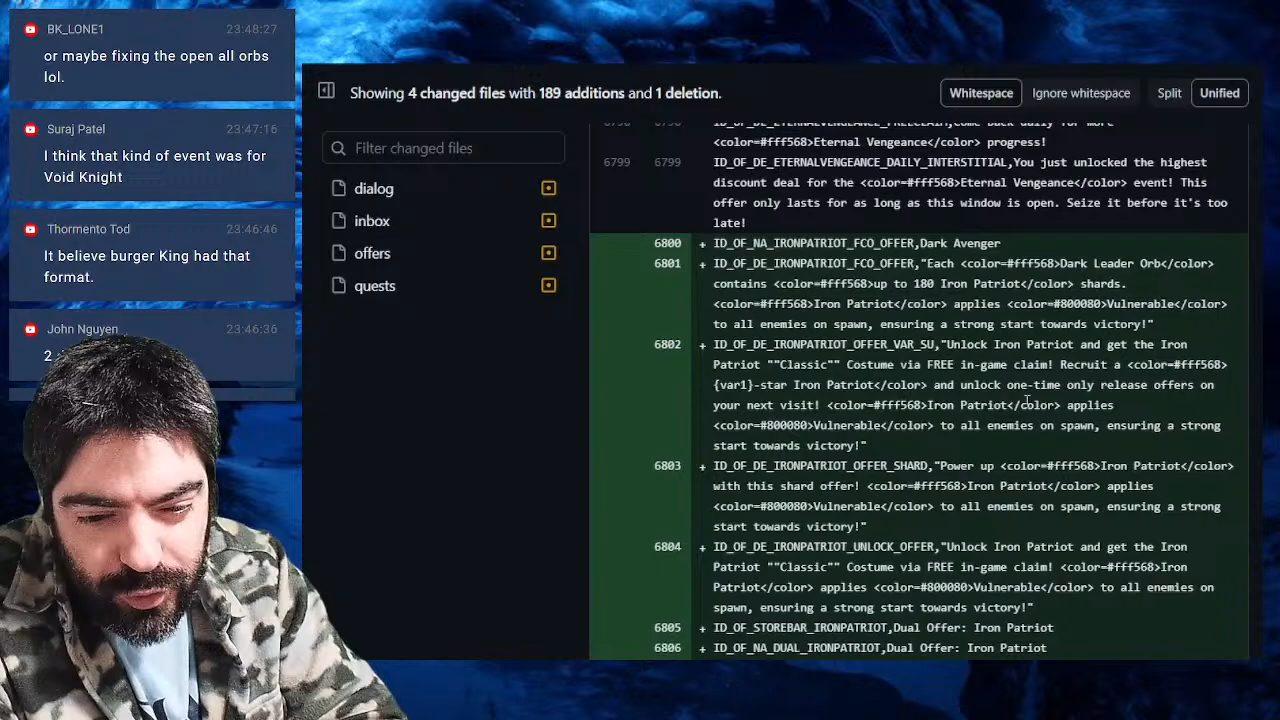 BK_LONE1 23:48:27
or maybe fixing the open all orbs
lol.
Suraj Patel 23:47:16
I think that kind of event was for
Void Knight
Thormento Tod 23:46:46
It believe burger King had that
format.
John Nguyen 23:46:36
2
Showing 4 changed files with 189 additions and 1 deletion.
Whitespace Ignore whitespace Split Unified
Filter changed files
dialog
inbox
offers
quests
<color=#fff568>Eternal Vengeance</color> progress!
6799 6799 ID_OF_DE_ETERNALVENGEANCE_DAILY_INTERSTITIAL,You just unlocked the highest
discount deal for the <color=#fff568>Eternal Vengeance</color> event! This
offer only lasts for as long as this window is open. Seize it before it's too
late!
6800 + ID_OF_NA_IRONPATRIOT_FCO_OFFER,Dark Avenger
6801 + ID_OF_DE_IRONPATRIOT_FCO_OFFER,"Each <color=#fff568>Dark Leader Orb</color>
contains <color=#fff568>up to 180 Iron Patriot</color> shards.
<color=#fff568>Iron Patriot</color> applies <color=#800080>Vulnerable</color>
to all enemies on spawn, ensuring a strong start towards victory!"
6802 + ID_OF_DE_IRONPATRIOT_OFFER_VAR_SU,"Unlock Iron Patriot and get the Iron
Patriot ""Classic"" Costume via FREE in-game claim! Recruit a <color=#fff568>
{var1}-star Iron Patriot</color> and unlock one-time only release offers on
your next visit! <color=#fff568>Iron Patriot</color> applies
<color=#800080>Vulnerable</color> to all enemies on spawn, ensuring a strong
start towards victory!"
6803 + ID_OF_DE_IRONPATRIOT_OFFER_SHARD,"Power up <color=#fff568>Iron Patriot</color>
with this shard offer! <color=#fff568>Iron Patriot</color> applies
<color=#800080>Vulnerable</color> to all enemies on spawn, ensuring a strong
start towards victory!"
6804 + ID_OF_DE_IRONPATRIOT_UNLOCK_OFFER,"Unlock Iron Patriot and get the Iron
Patriot ""Classic"" Costume via FREE in-game claim! <color=#fff568>Iron
Patriot</color> applies <color=#800080>Vulnerable</color> to all enemies on
spawn, ensuring a strong start towards victory!"
6805 + ID_OF_STOREBAR_IRONPATRIOT,Dual Offer: Iron Patriot
6806 + ID_OF_NA_DUAL_IRONPATRIOT,Dual Offer: Iron Patriot